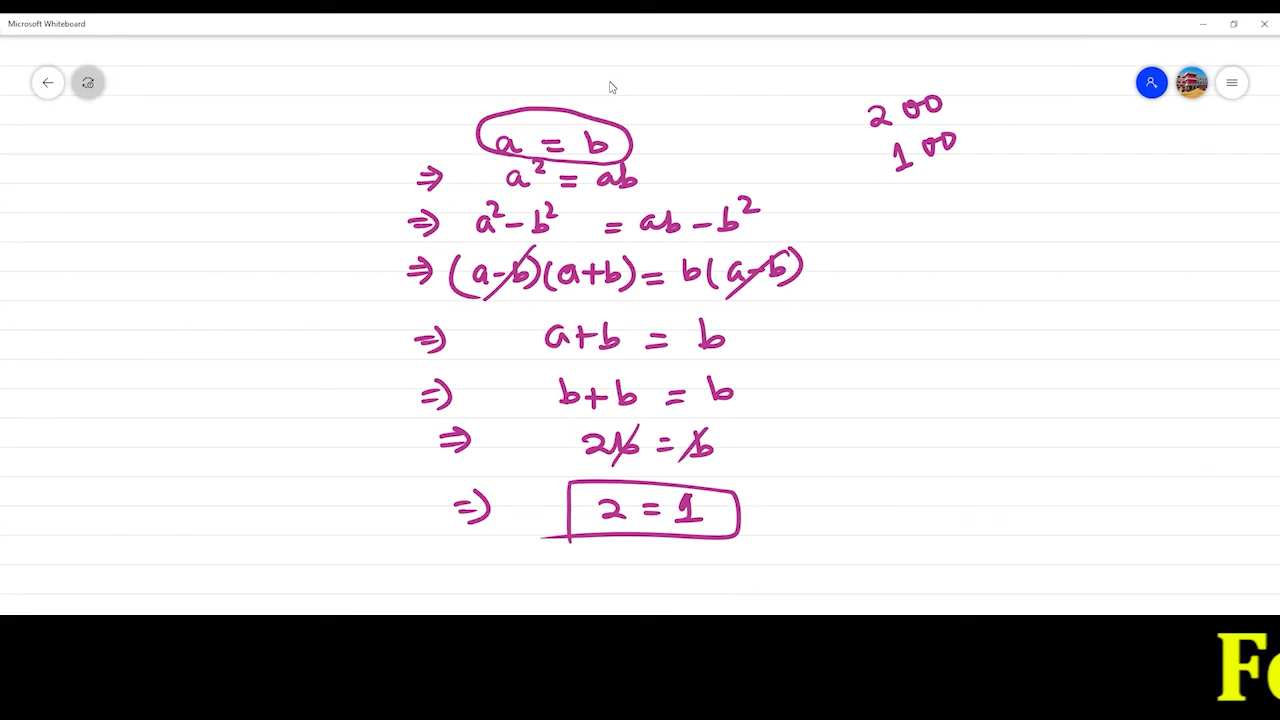 Microsoft Whiteboard
a = b
⇒ a² = ab
⇒ a² - b² = ab - b²
⇒ (a-b)(a+b) = b(a-b)
⇒ a+b = b
⇒ b+b = b
⇒ 2b = b
⇒ 2 = 1
200
100